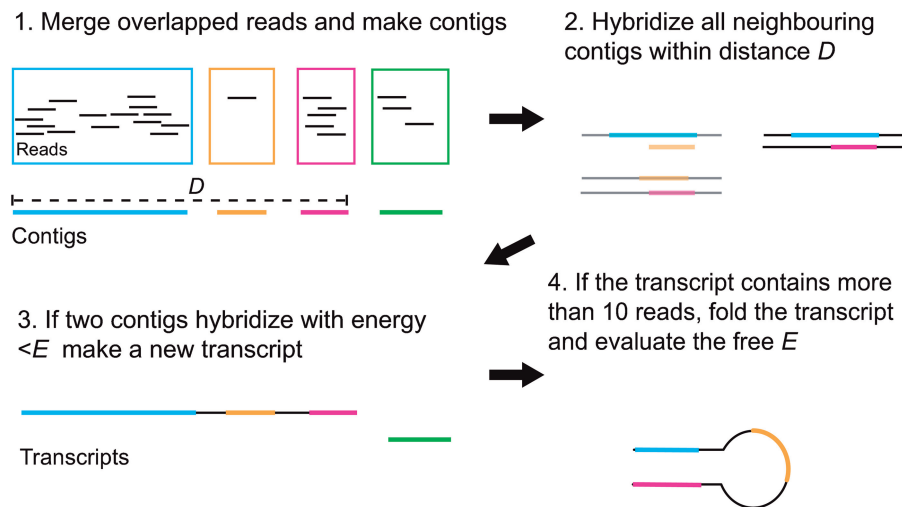 1. Merge overlapped reads and make contigs
Reads
D
Contigs
2. Hybridize all neighbouring
contigs within distance D
3. If two contigs hybridize with energy
<E make a new transcript
Transcripts
4. If the transcript contains more
than 10 reads, fold the transcript
and evaluate the free E